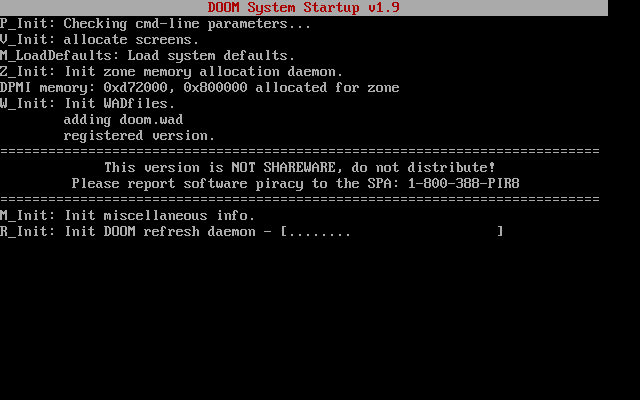 DOOM System Startup v1.9
P_Init: Checking cmd-line parameters...
V_Init: allocate screens.
M_LoadDefaults: Load system defaults.
Z_Init: Init zone memory allocation daemon.
DPMI memory: 0xd72000, 0x800000 allocated for zone
W_Init: Init WADfiles.
        adding doom.wad
        registered version.
===========================================================================
             This version is NOT SHAREWARE, do not distribute!
         Please report software piracy to the SPA: 1-800-388-PIR8
===========================================================================
M_Init: Init miscellaneous info.
R_Init: Init DOOM refresh daemon - [........                  ]